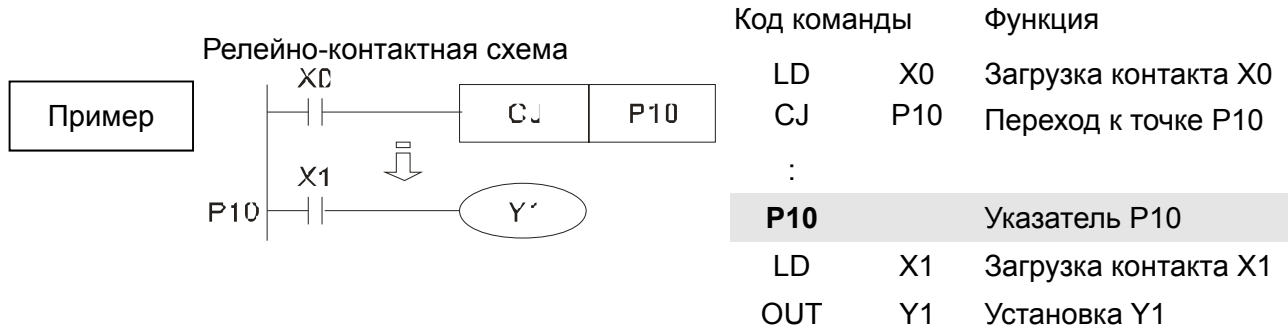 Код команды Функция
Релейно-контактная схема
Пример
X0
CJ P10
X1
P10
Y1
LD X0 Загрузка контакта X0
CJ P10 Переход к точке P10
:
P10 Указатель P10
LD X1 Загрузка контакта X1
OUT Y1 Установка Y1